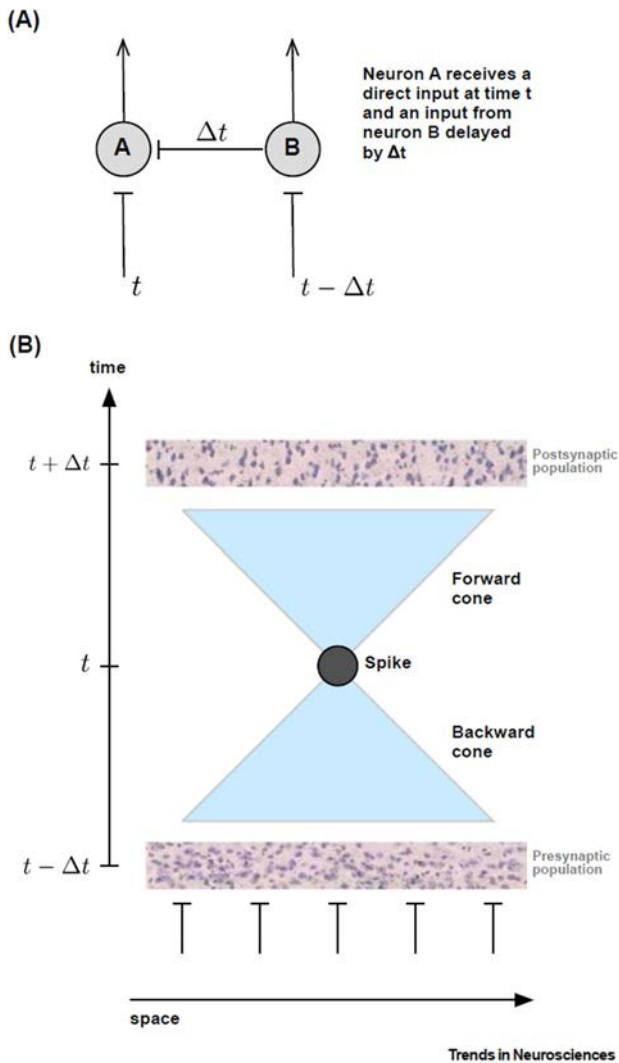 (A)
Neuron A receives a
direct input at time t
and an input from
neuron B delayed
by Δt
A
Δt
B
t
t − Δt
(B)
time
t + Δt
Postsynaptic
population
Forward
cone
t
Spike
Backward
cone
t − Δt
Presynaptic
population
space
Trends in Neurosciences